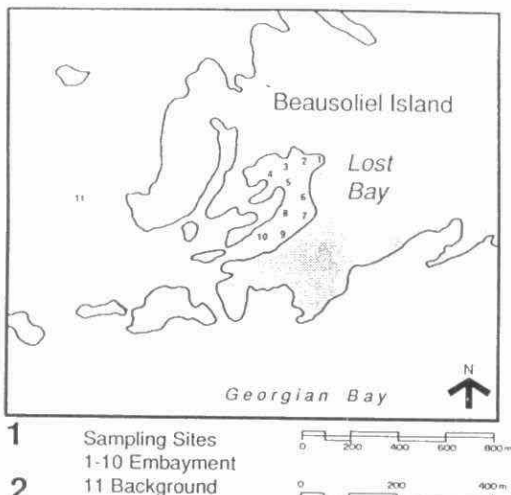 Beausoliel Island
Lost
Bay
1
2
3
4
5
6
7
8
9
10
11
N
Georgian Bay
1
Sampling Sites
1-10 Embayment
0 200 400 600 800 m
2
11 Background
0 200 400 m